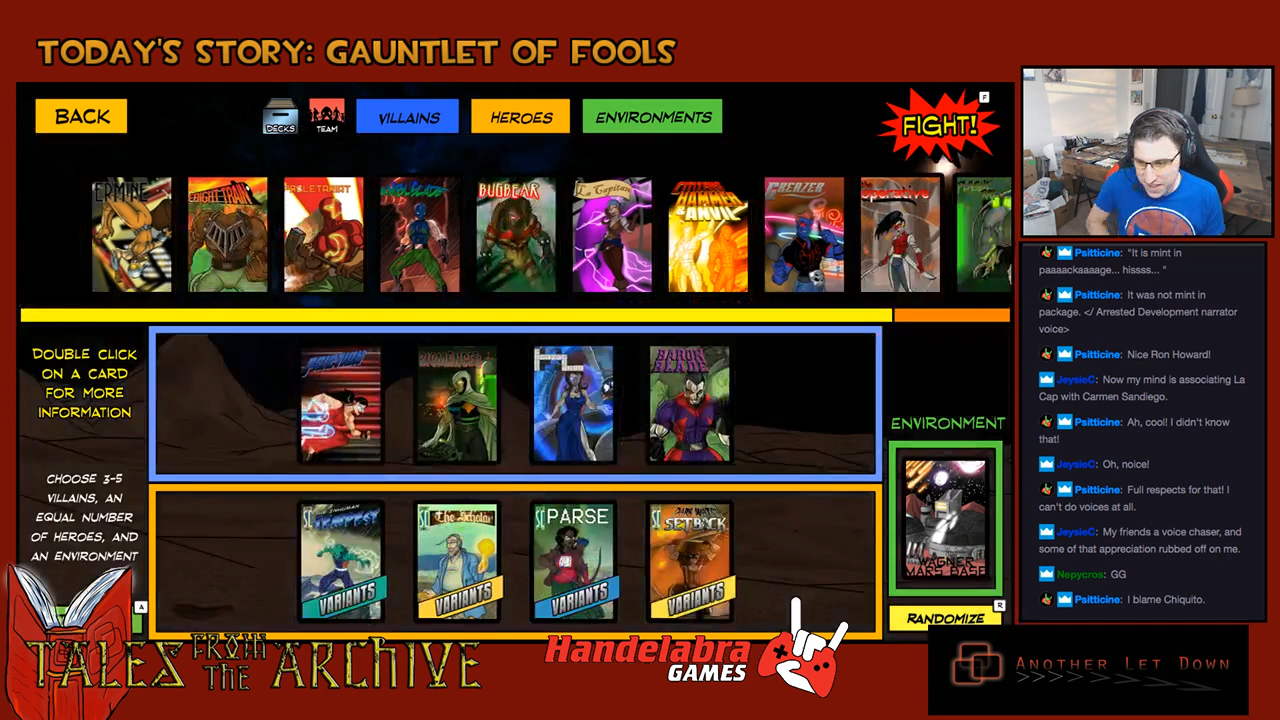 TODAY'S STORY: GAUNTLET OF FOOLS
BACK
DECKS
TEAM
VILLAINS
HEROES
ENVIRONMENTS
FIGHT!
F
ERMINE
BUGBEAR
La Capitan
CITIZENS
HAMMER
& ANVIL
GREAZER
the
Operative
DOUBLE CLICK
ON A CARD
FOR MORE
INFORMATION
CHOOSE 3-5
VILLAINS, AN
EQUAL NUMBER
OF HEROES, AND
AN ENVIRONMENT
A
FRICTION
BARON
BLADE
TEMPEST
VARIANTS
The Scholar
VARIANTS
PARSE
VARIANTS
SETBACK
VARIANTS
ENVIRONMENT
WAGNER
MARS BASE
RANDOMIZE
R
Psitticine: "It is mint in
paaaackaaaage... hissss... "
Psitticine: It was not mint in
package. </ Arrested Development narrator
voice>
Psitticine: Nice Ron Howard!
JeysieC: Now my mind is associating La
Cap with Carmen Sandiego.
Psitticine: Ah, cool! I didn't know
that!
JeysieC: Oh, noice!
Psitticine: Full respects for that! I
can't do voices at all.
JeysieC: My friends a voice chaser, and
some of that appreciation rubbed off on me.
Nepycros: GG
Psitticine: I blame Chiquito.
TALES FROM THE ARCHIVE
Handelabra
GAMES
ANOTHER LET DOWN